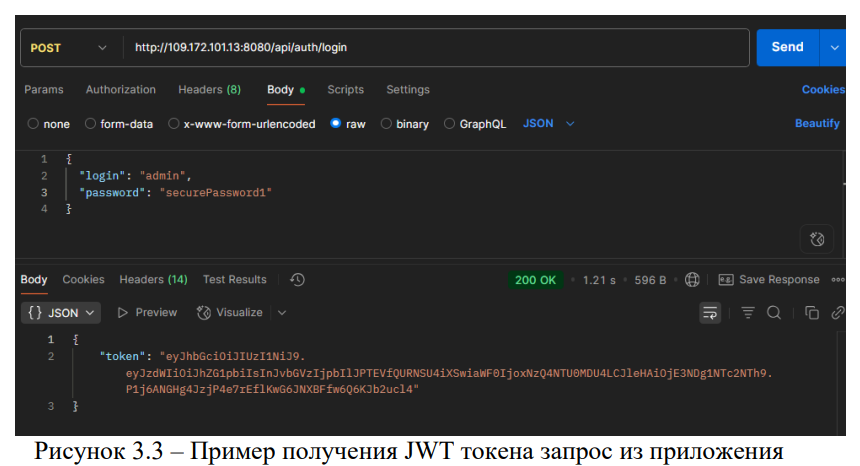 POST http://109.172.101.13:8080/api/auth/login Send
Params Authorization Headers (8) Body Scripts Settings Cookies
none form-data x-www-form-urlencoded raw binary GraphQL JSON Beautify
1 {
2 "login": "admin",
3 "password": "securePassword1"
4 }
Body Cookies Headers (14) Test Results 200 OK 1.21 s 596 B Save Response
{} JSON Preview Visualize
1 {
2 "token": "eyJhbGciOiJIUzI1NiJ9.
eyJzdWIiOiJhZG1pbiIsInJvbGVzIjpbIlJPTEVfQURNSU4iXSwiaWF0IjoxNzQ4NTU0MDU4LCJleHAiOjE3NDg1NTc2NTh9.
P1j6ANGHg4JzjP4e7rEflKwG6JNXBFfw6Q6KJb2ucl4"
3 }
Рисунок 3.3 – Пример получения JWT токена запрос из приложения